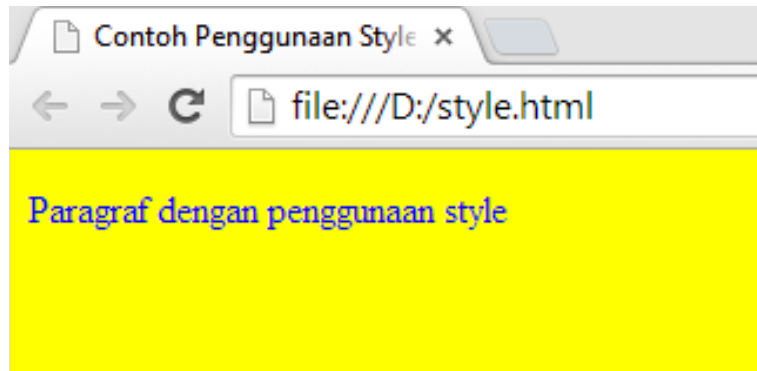 Contoh Penggunaan Style
file:///D:/style.html
Paragraf dengan penggunaan style